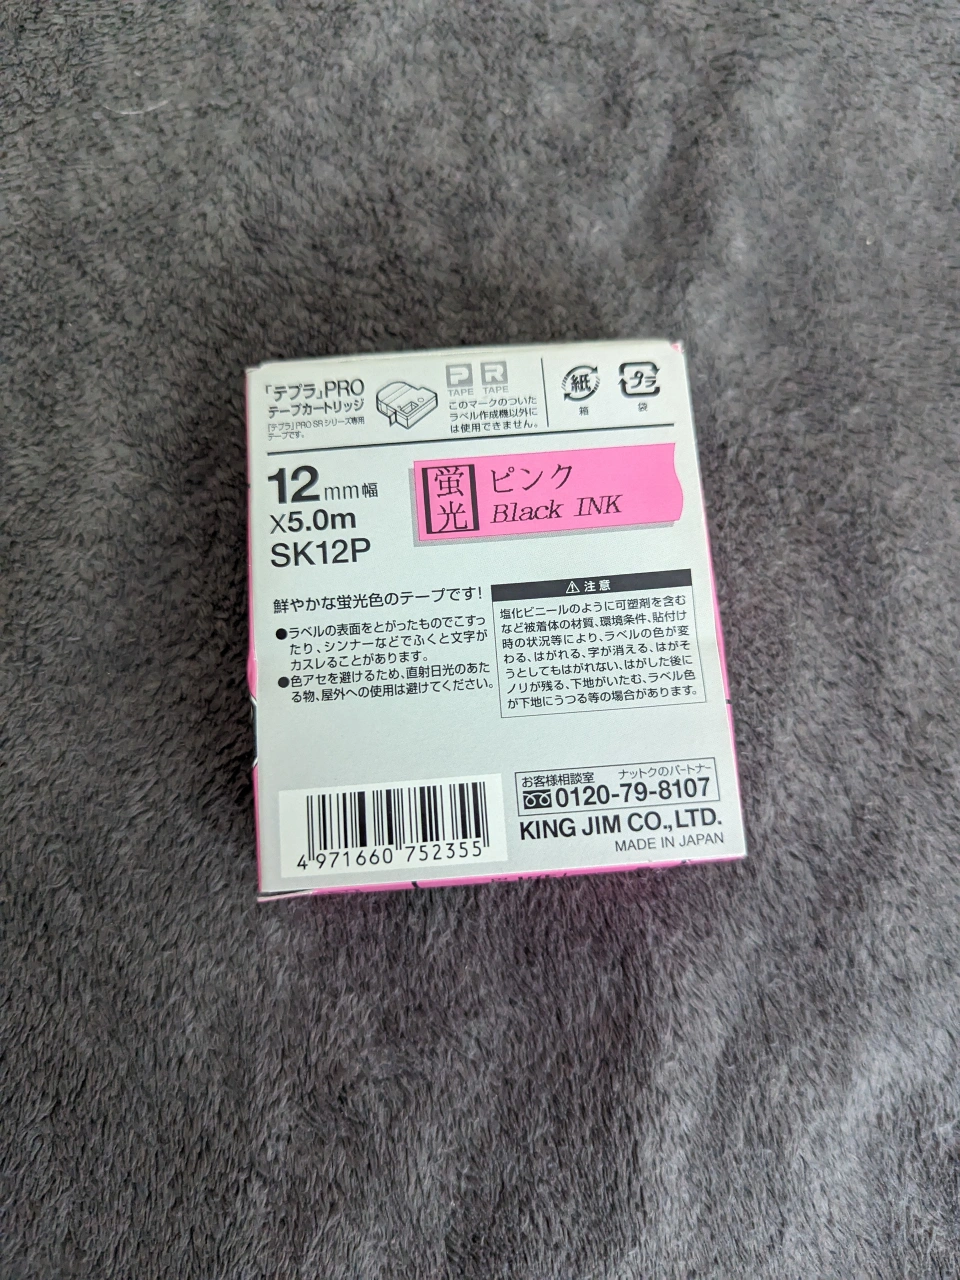 「テプラ」PRO
テープカートリッジ
「テプラ」PRO SRシリーズ専用
テープです。
P R
TAPE TAPE
このマークのついた
ラベル作成機以外に
は使用できません。
紙
箱
プラ
袋
12mm幅
X5.0m
SK12P
蛍光
ピンク
Black INK
鮮やかな蛍光色のテープです!
●ラベルの表面をとがったものでこすっ
たり、シンナーなどでふくと文字が
カスレることがあります。
●色アセを避けるため、直射日光のあた
る物、屋外への使用は避けてください。
注意
塩化ビニールのように可塑剤を含む
など被着体の材質、環境条件、貼付け
時の状況等により、ラベルの色が変
わる、はがれる、字が消える、はがそ
うとしてもはがれない、はがした後に
ノリが残る、下地がいたむ、ラベル色
が下地にうつる等の場合があります。
お客様相談室 ナットクのパートナー
0120-79-8107
KING JIM CO.,LTD.
MADE IN JAPAN
4 971660 752355